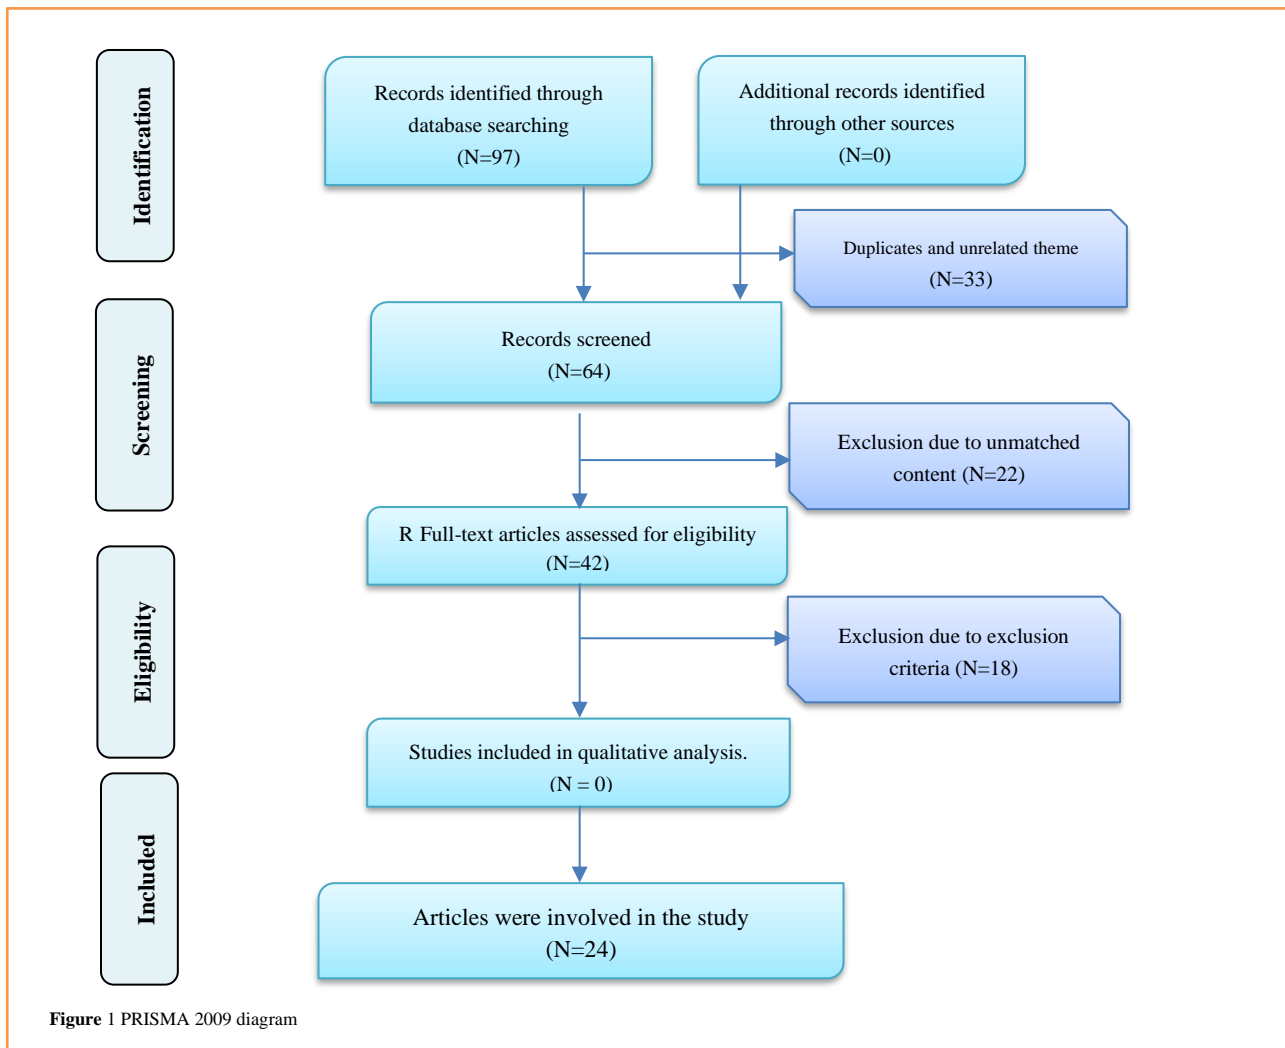 Identification
Records identified through
database searching
(N=97)
Additional records identified
through other sources
(N=0)
Duplicates and unrelated theme
(N=33)
Screening
Records screened
(N=64)
Exclusion due to unmatched
content (N=22)
R Full-text articles assessed for eligibility
(N=42)
Eligibility
Exclusion due to exclusion
criteria (N=18)
Studies included in qualitative analysis.
(N = 0)
Included
Articles were involved in the study
(N=24)
Figure 1 PRISMA 2009 diagram